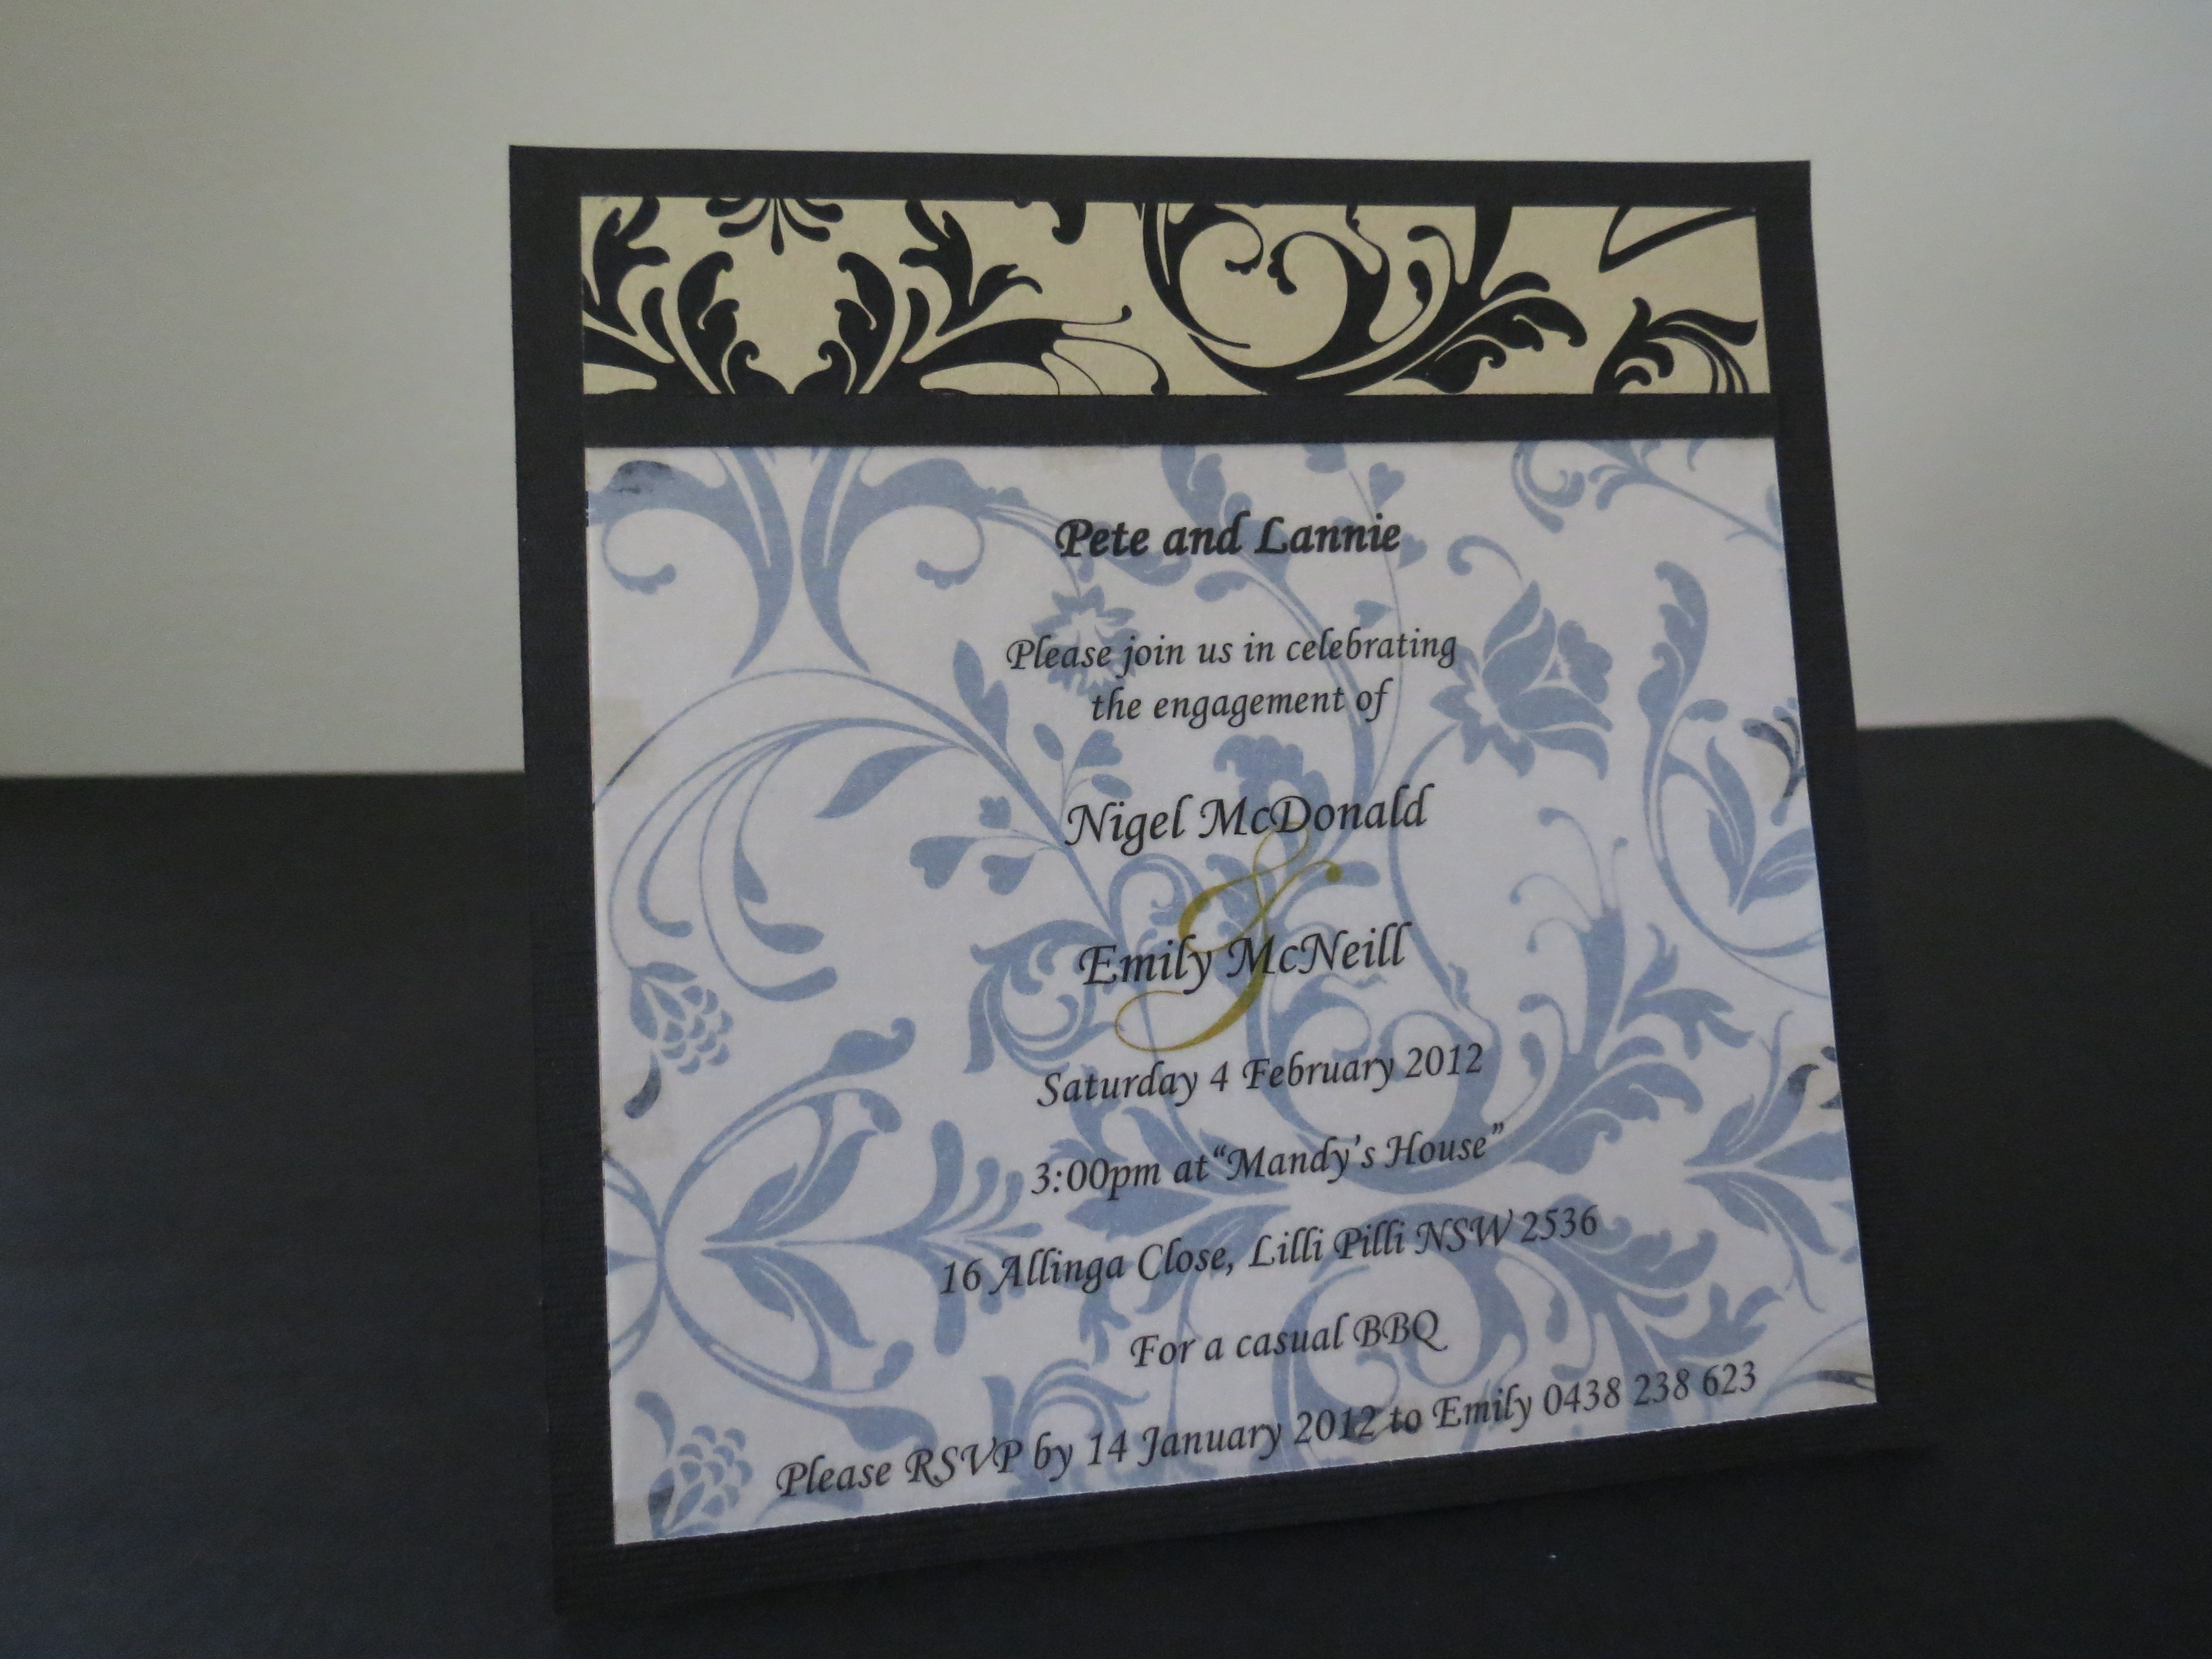 Pete and Lannie
Please join us in celebrating
the engagement of
Nigel McDonald
&
Emily McNeill
Saturday 4 February 2012
3:00pm at “Mandy’s House”
16 Allinga Close, Lilli Pilli NSW 2536
For a casual BBQ
Please RSVP by 14 January 2012 to Emily 0438 238 623